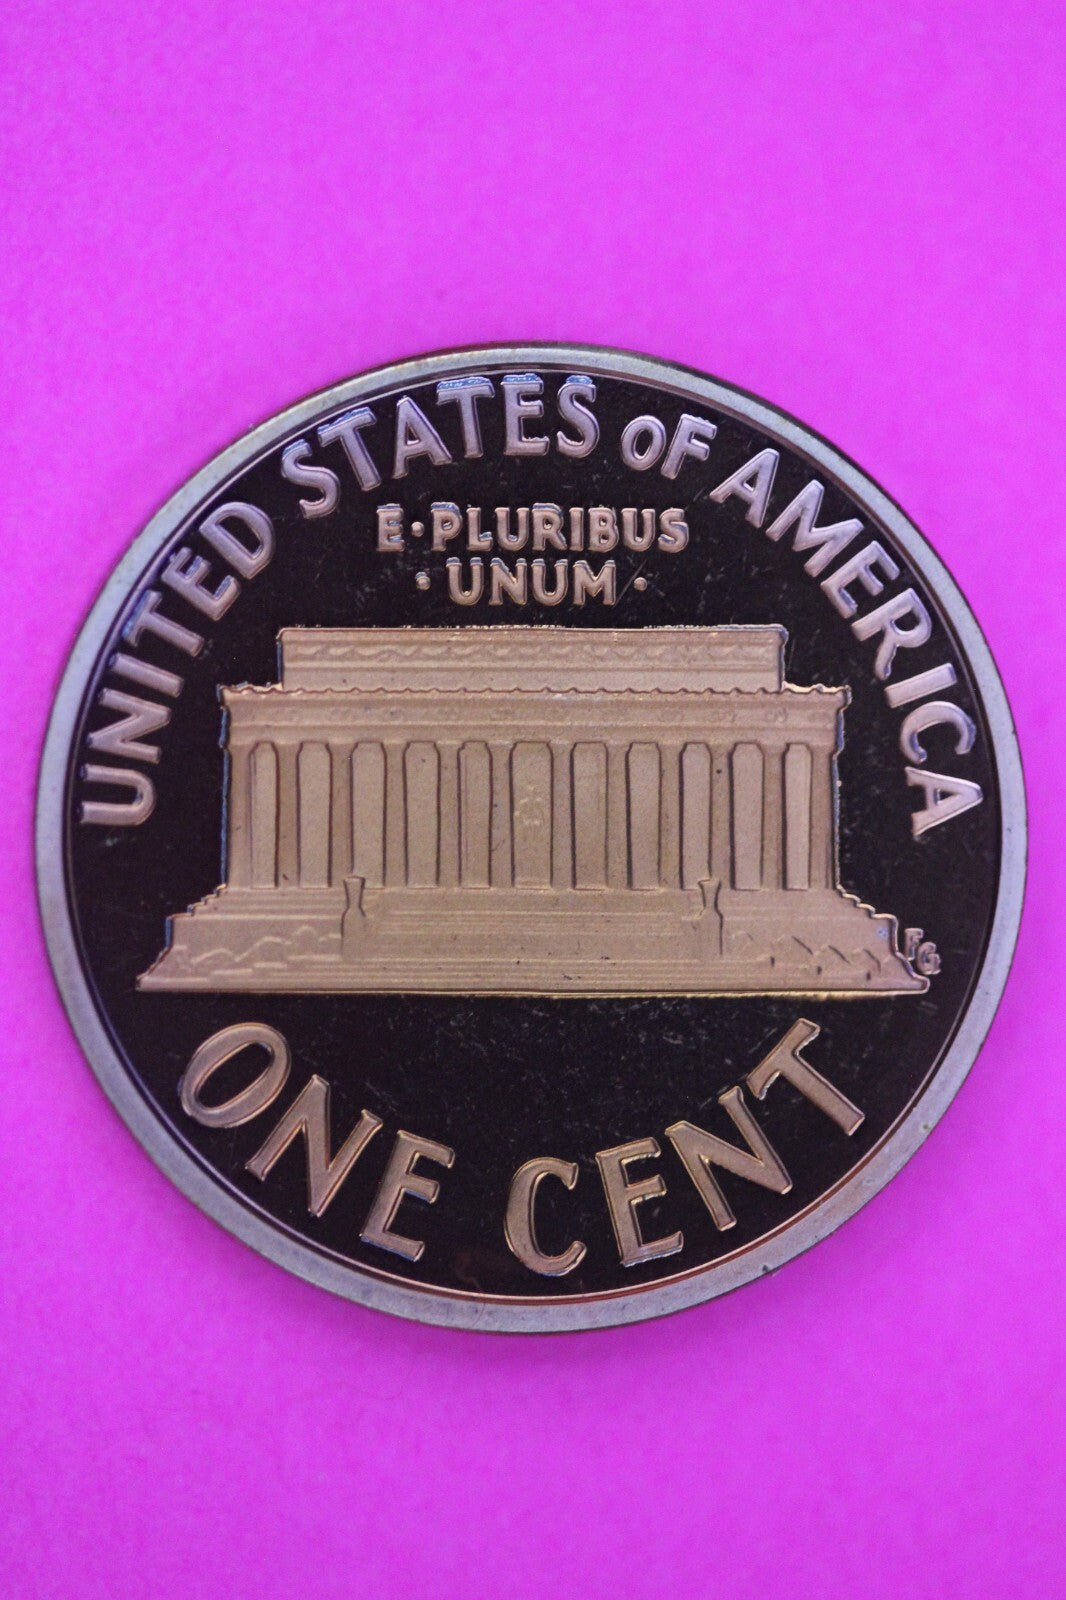 UNITED STATES OF AMERICA
E·PLURIBUS
·UNUM·
FG
ONE CENT